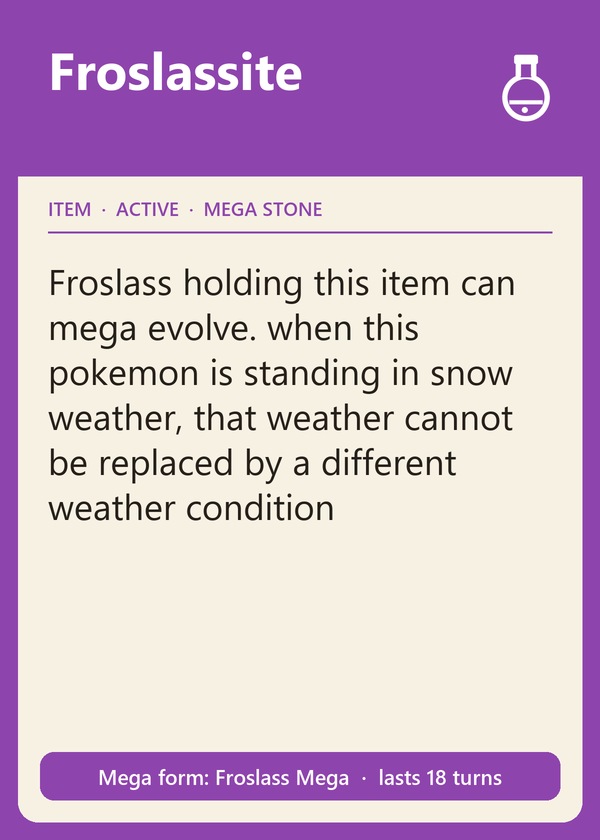 Froslassite
ITEM · ACTIVE · MEGA STONE
Froslass holding this item can
mega evolve. when this
pokemon is standing in snow
weather, that weather cannot
be replaced by a different
weather condition
Mega form: Froslass Mega · lasts 18 turns